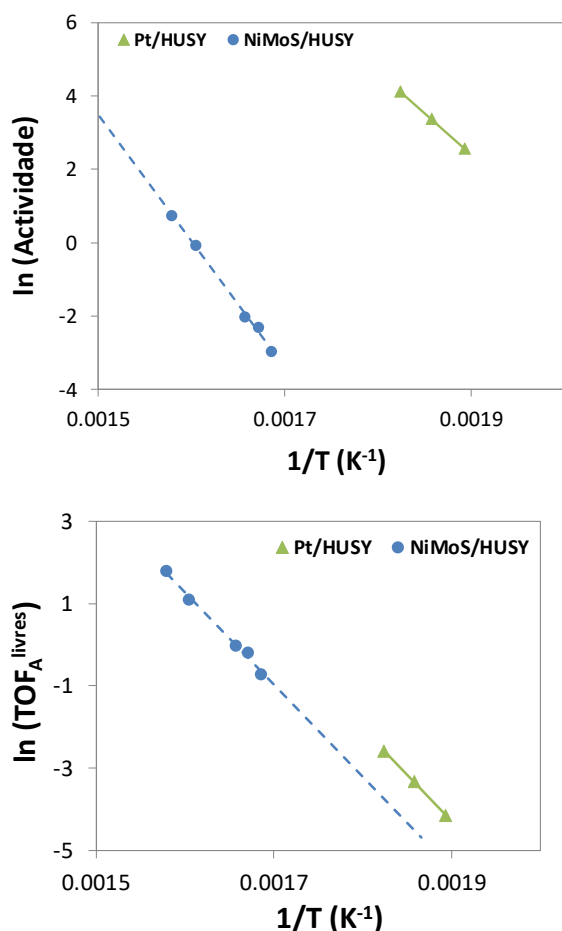 6
Pt/HUSY NiMoS/HUSY
4
2
0
-2
-4
ln (Actividade)
0.0015 0.0017 0.0019
1/T (K-1)
3
Pt/HUSY NiMoS/HUSY
1
-1
-3
-5
ln (TOFA livres)
0.0015 0.0017 0.0019
1/T (K-1)